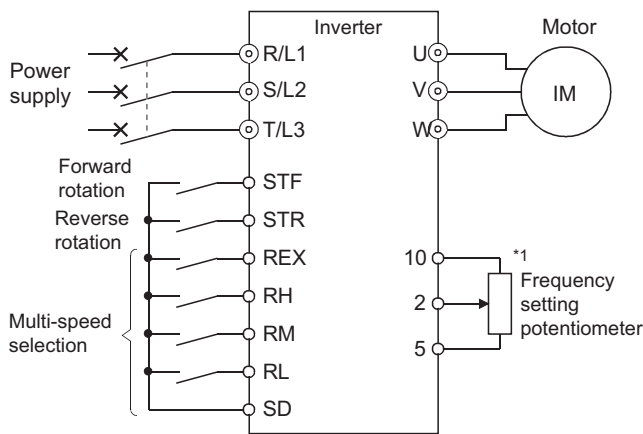 Inverter
Motor
Power
supply
R/L1
S/L2
T/L3
U
V
W
IM
Forward
rotation
Reverse
rotation
STF
STR
REX
RH
RM
RL
SD
Multi-speed
selection
10
2
5
*1
Frequency
setting
potentiometer